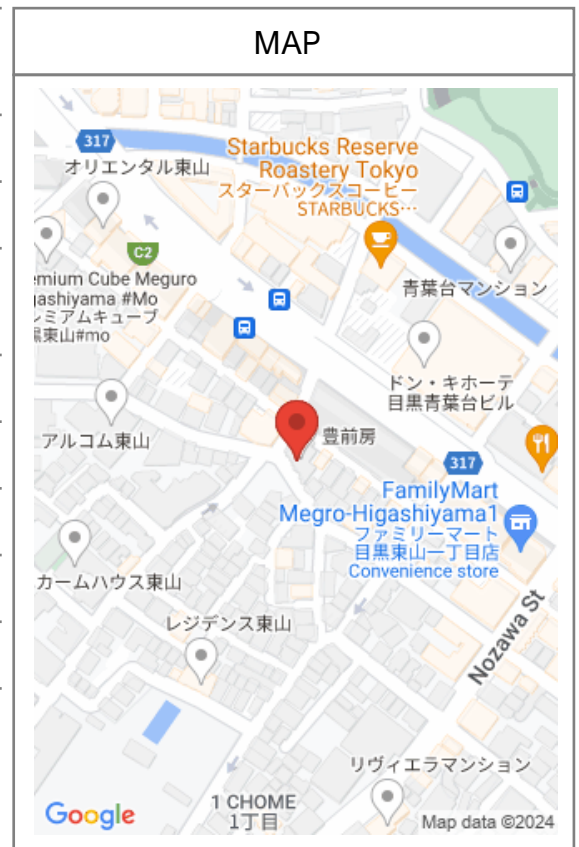 MAP
317
Starbucks Reserve
Roastery Tokyo
スターバックスコーヒー
STARBUCKS…
オリエンタル東山
C2
emium Cube Meguro
gashiyama #Mo
レミアムキューブ
黒東山#mo
青葉台マンション
ドン・キホーテ
目黒青葉台ビル
アルコム東山
豊前房
317
FamilyMart
Megro-Higashiyama1
ファミリーマート
目黒東山一丁目店
Convenience store
カームハウス東山
レジデンス東山
Nozawa St
リヴィエラマンション
1 CHOME
1丁目
Google
Map data ©2024